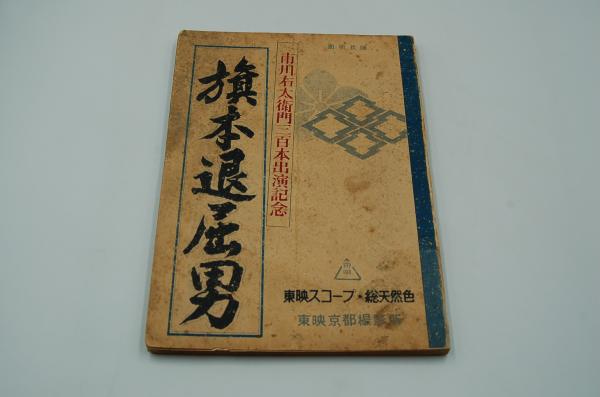 旗本退屈男
市川右太衛門三百本出演記念
東映スコープ・総天然色
東映京都撮影所